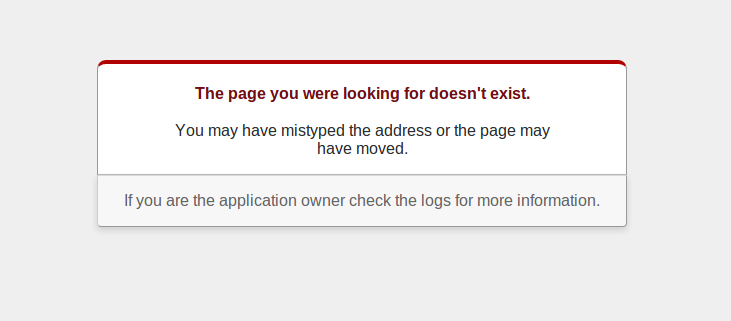 The page you were looking for doesn't exist.
You may have mistyped the address or the page may
have moved.
If you are the application owner check the logs for more information.